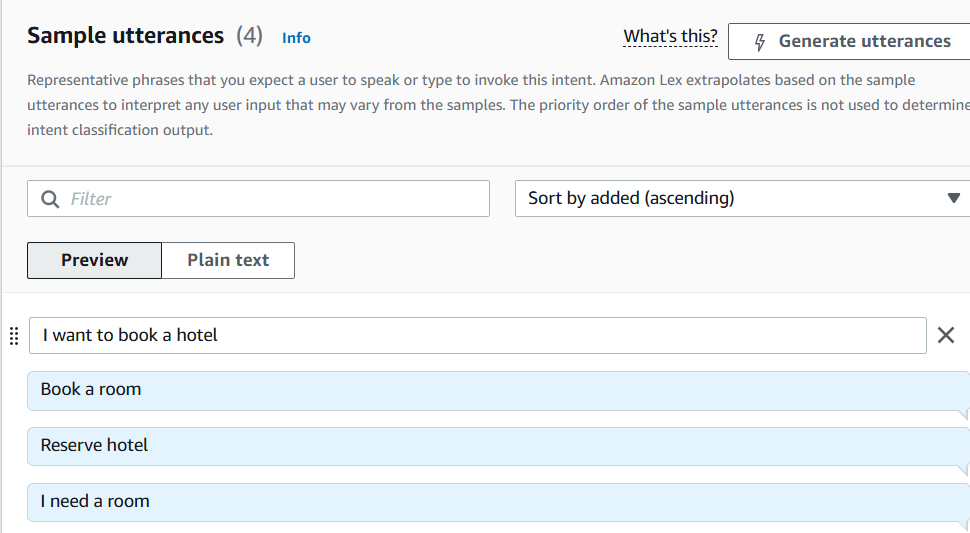 Sample utterances (4) Info What's this? Generate utterances
Representative phrases that you expect a user to speak or type to invoke this intent. Amazon Lex extrapolates based on the sample
utterances to interpret any user input that may vary from the samples. The priority order of the sample utterances is not used to determine
intent classification output.
Filter Sort by added (ascending)
Preview Plain text
I want to book a hotel
Book a room
Reserve hotel
I need a room